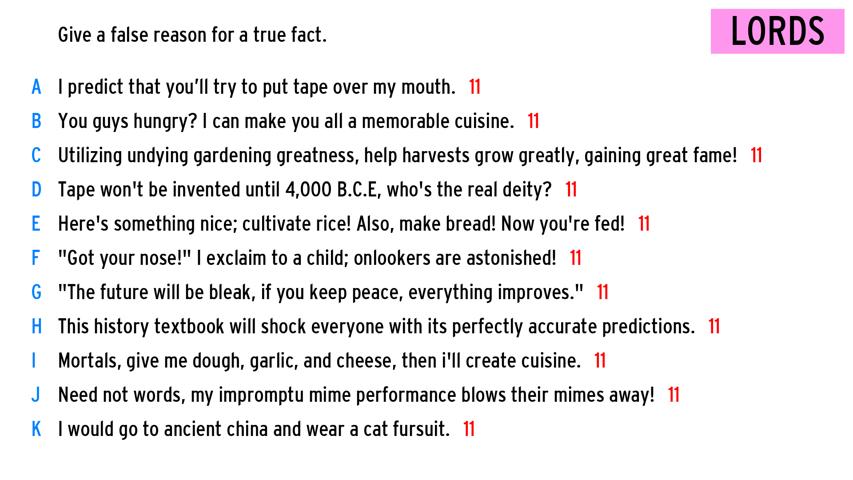 Give a false reason for a true fact.
LORDS
A I predict that you'll try to put tape over my mouth. 11
B You guys hungry? I can make you all a memorable cuisine. 11
C Utilizing undying gardening greatness, help harvests grow greatly, gaining great fame! 11
D Tape won't be invented until 4,000 B.C.E, who's the real deity? 11
E Here's something nice; cultivate rice! Also, make bread! Now you're fed! 11
F "Got your nose!" I exclaim to a child; onlookers are astonished! 11
G "The future will be bleak, if you keep peace, everything improves." 11
H This history textbook will shock everyone with its perfectly accurate predictions. 11
I Mortals, give me dough, garlic, and cheese, then i'll create cuisine. 11
J Need not words, my impromptu mime performance blows their mimes away! 11
K I would go to ancient china and wear a cat fursuit. 11